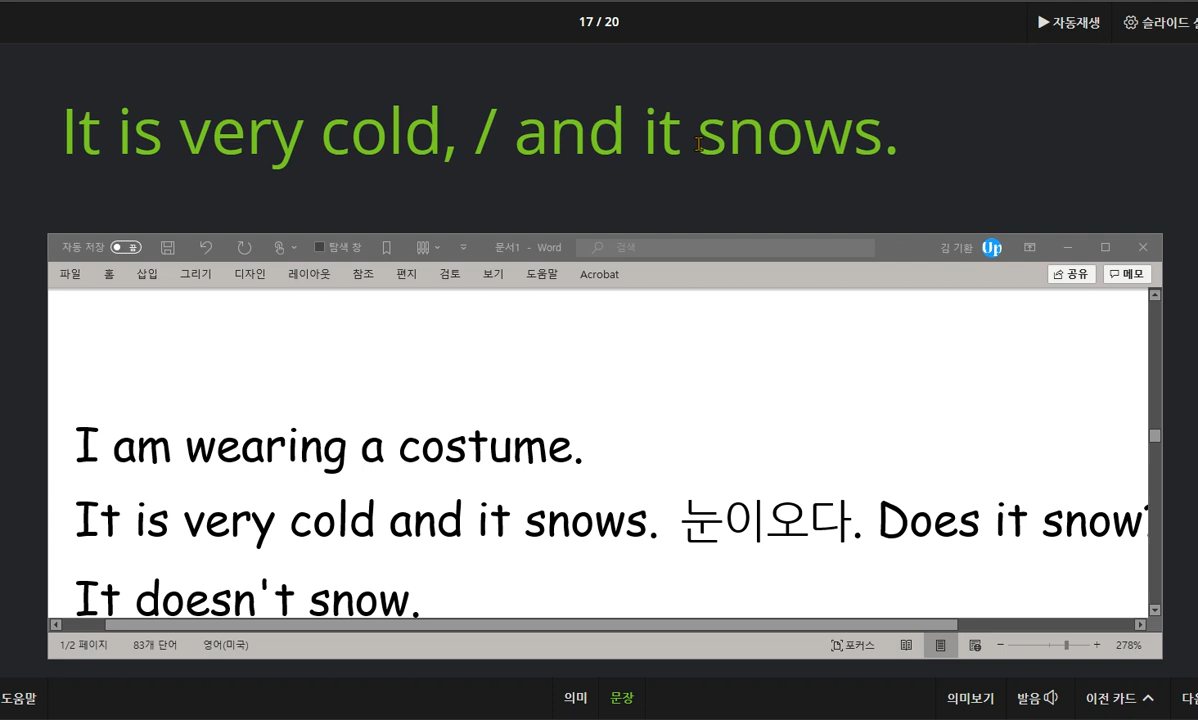 17 / 20
자동재생
슬라이드
It is very cold, / and it snows.
자동 저장
탐색 창
문서1 - Word
검색
김 기환
Up
파일 홈 삽입 그리기 디자인 레이아웃 참조 편지 검토 보기 도움말 Acrobat
공유
메모
I am wearing a costume.
It is very cold and it snows. 눈이오다. Does it snow?
It doesn't snow.
1/2 페이지 83개 단어 영어(미국)
포커스
278%
도움말
의미 문장
의미보기 발음 이전 카드